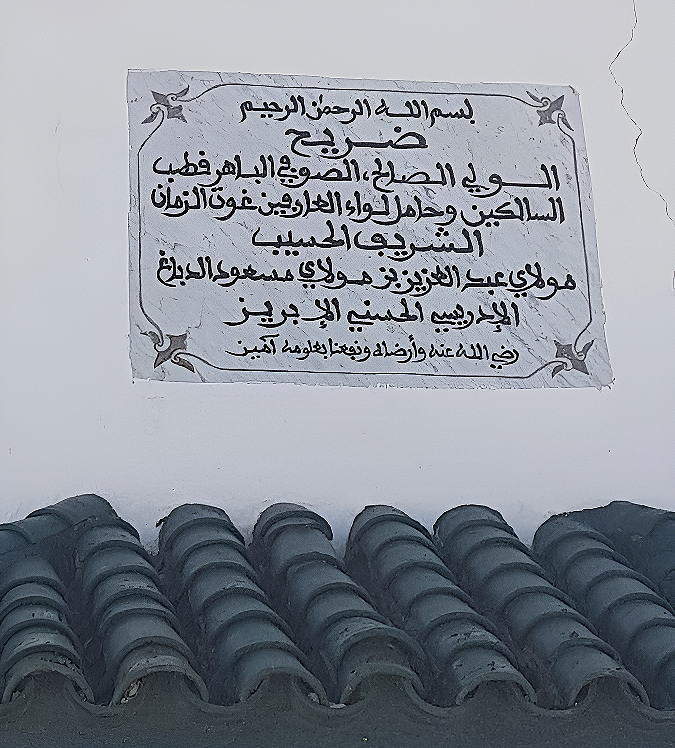 بسم الله الرحمن الرحيم
ضريح
الولي الصالح، الصوفي الباهر قطب
السالكين وحامل لواء العارفين غوت الزمان
الشريف الحسيب
مولاي عبد العزيز بن مولاي مسعود الدباغ
الإدريسي الحسني الإبريز
رضي الله عنه وأرضاه ونفعنا بعلومه آمين